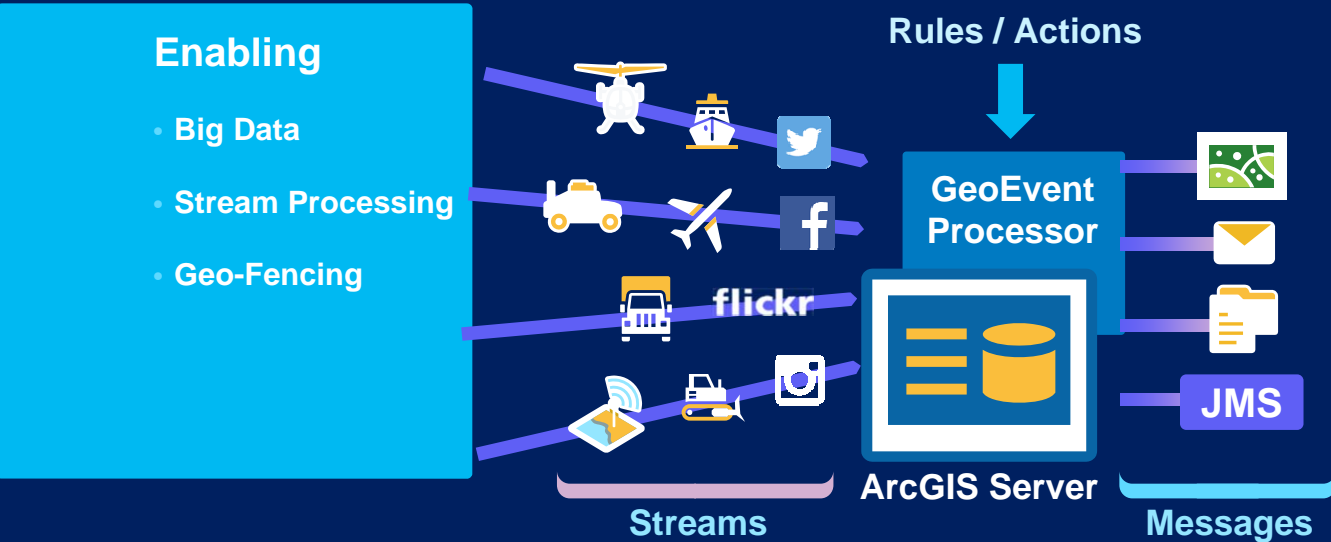 Enabling
• Big Data
• Stream Processing
• Geo-Fencing
Rules / Actions
GeoEvent
Processor
f
flickr
JMS
ArcGIS Server
Streams
Messages